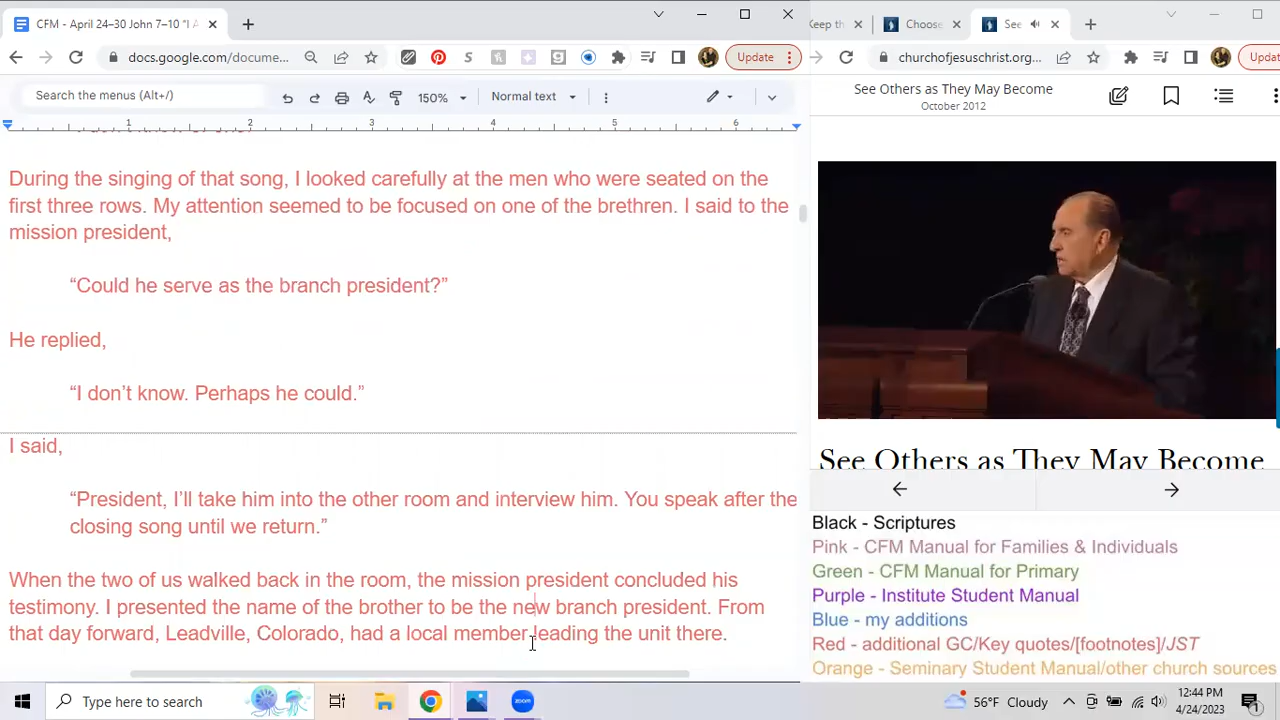 CFM - April 24–30 John 7–10 "I A
Keep th
Choose
See
docs.google.com/docume...
Update
churchofjesuschrist.org...
Updat
Search the menus (Alt+/)
150%
Normal text
See Others as They May Become
October 2012
1 2 3 4 5 6
During the singing of that song, I looked carefully at the men who were seated on the
first three rows. My attention seemed to be focused on one of the brethren. I said to the
mission president,
“Could he serve as the branch president?”
He replied,
“I don’t know. Perhaps he could.”
I said,
“President, I’ll take him into the other room and interview him. You speak after the
closing song until we return.”
When the two of us walked back in the room, the mission president concluded his
testimony. I presented the name of the brother to be the new branch president. From
that day forward, Leadville, Colorado, had a local member leading the unit there.
See Others as They May Become
Black - Scriptures
Pink - CFM Manual for Families & Individuals
Green - CFM Manual for Primary
Purple - Institute Student Manual
Blue - my additions
Red - additional GC/Key quotes/[footnotes]/JST
Orange - Seminary Student Manual/other church sources
Type here to search
56°F Cloudy
12:44 PM
4/24/2023
1